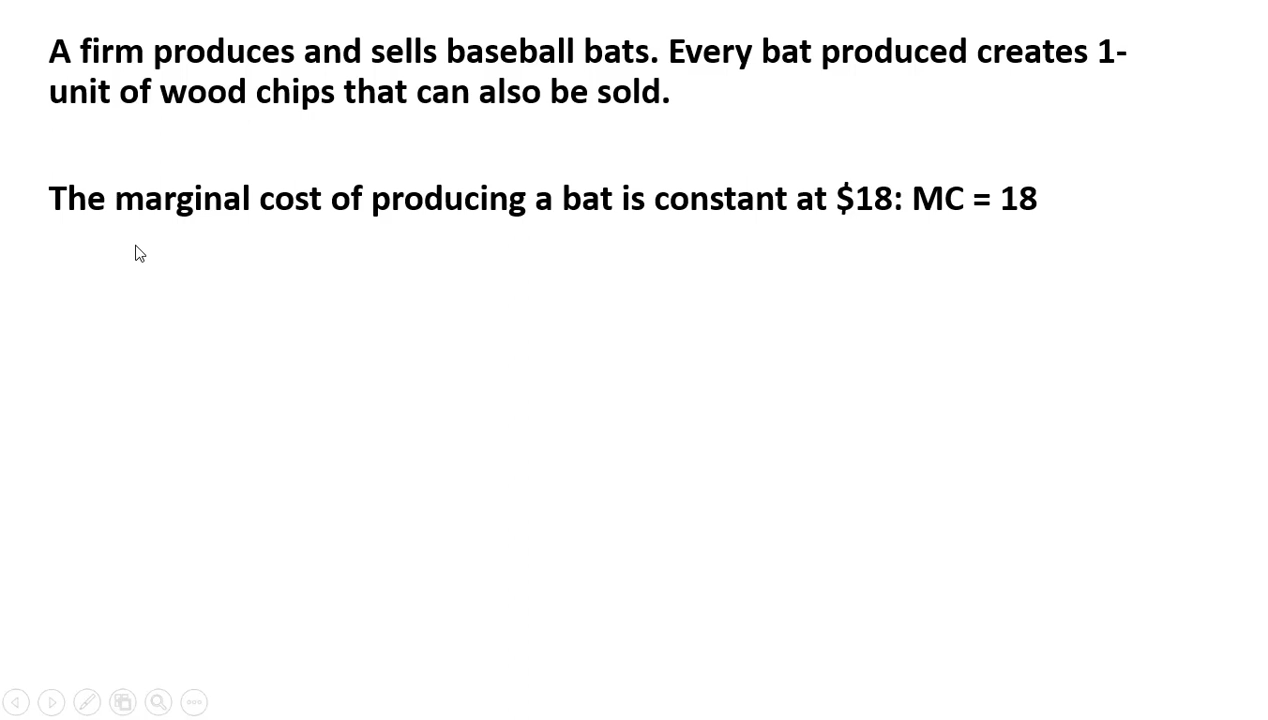 A firm produces and sells baseball bats. Every bat produced creates 1-
unit of wood chips that can also be sold.
The marginal cost of producing a bat is constant at $18: MC = 18